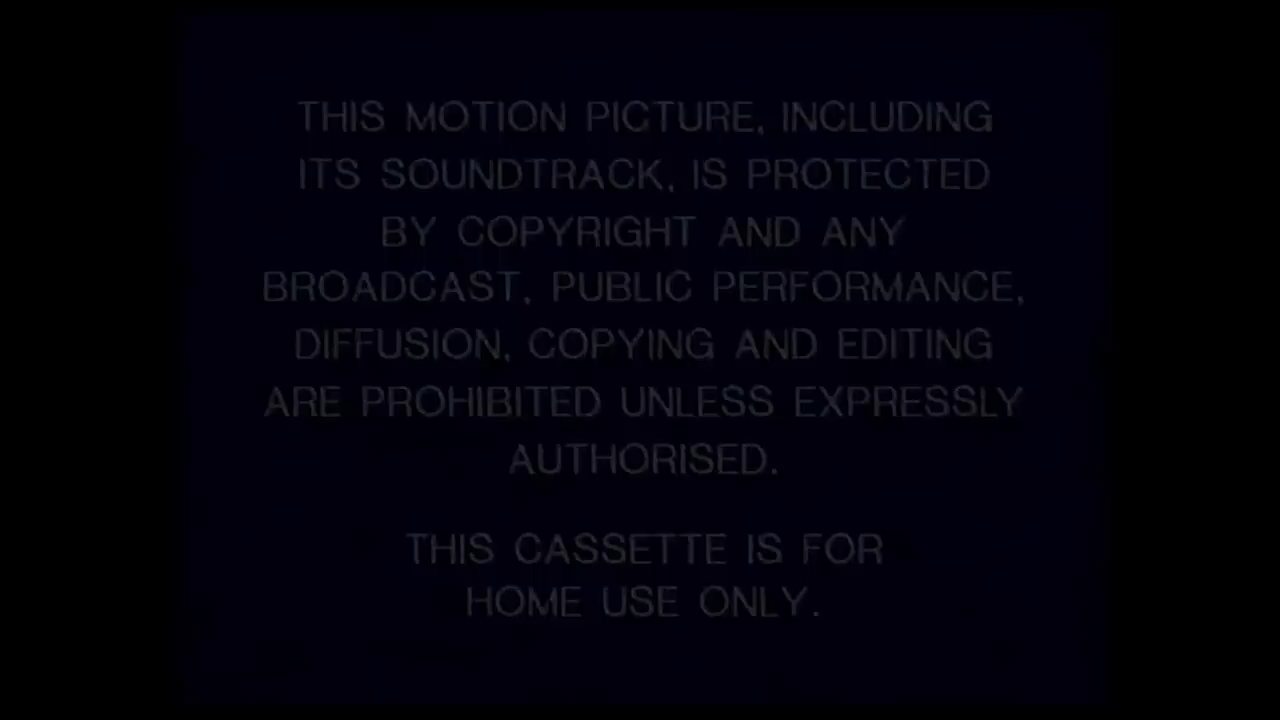 THIS MOTION PICTURE, INCLUDING
ITS SOUNDTRACK, IS PROTECTED
BY COPYRIGHT AND ANY
BROADCAST, PUBLIC PERFORMANCE,
DIFFUSION, COPYING AND EDITING
ARE PROHIBITED UNLESS EXPRESSLY
AUTHORISED.
THIS CASSETTE IS FOR
HOME USE ONLY.